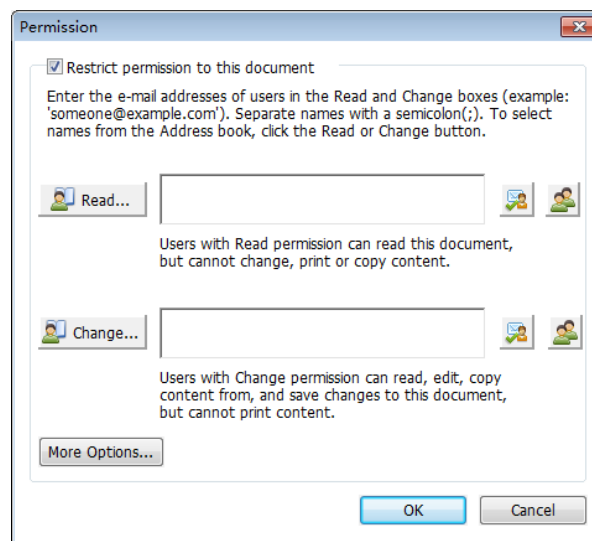 Permission
Restrict permission to this document
Enter the e-mail addresses of users in the Read and Change boxes (example:
'someone@example.com'). Separate names with a semicolon(;). To select
names from the Address book, click the Read or Change button.
Read...
Users with Read permission can read this document,
but cannot change, print or copy content.
Change...
Users with Change permission can read, edit, copy
content from, and save changes to this document,
but cannot print content.
More Options...
OK Cancel